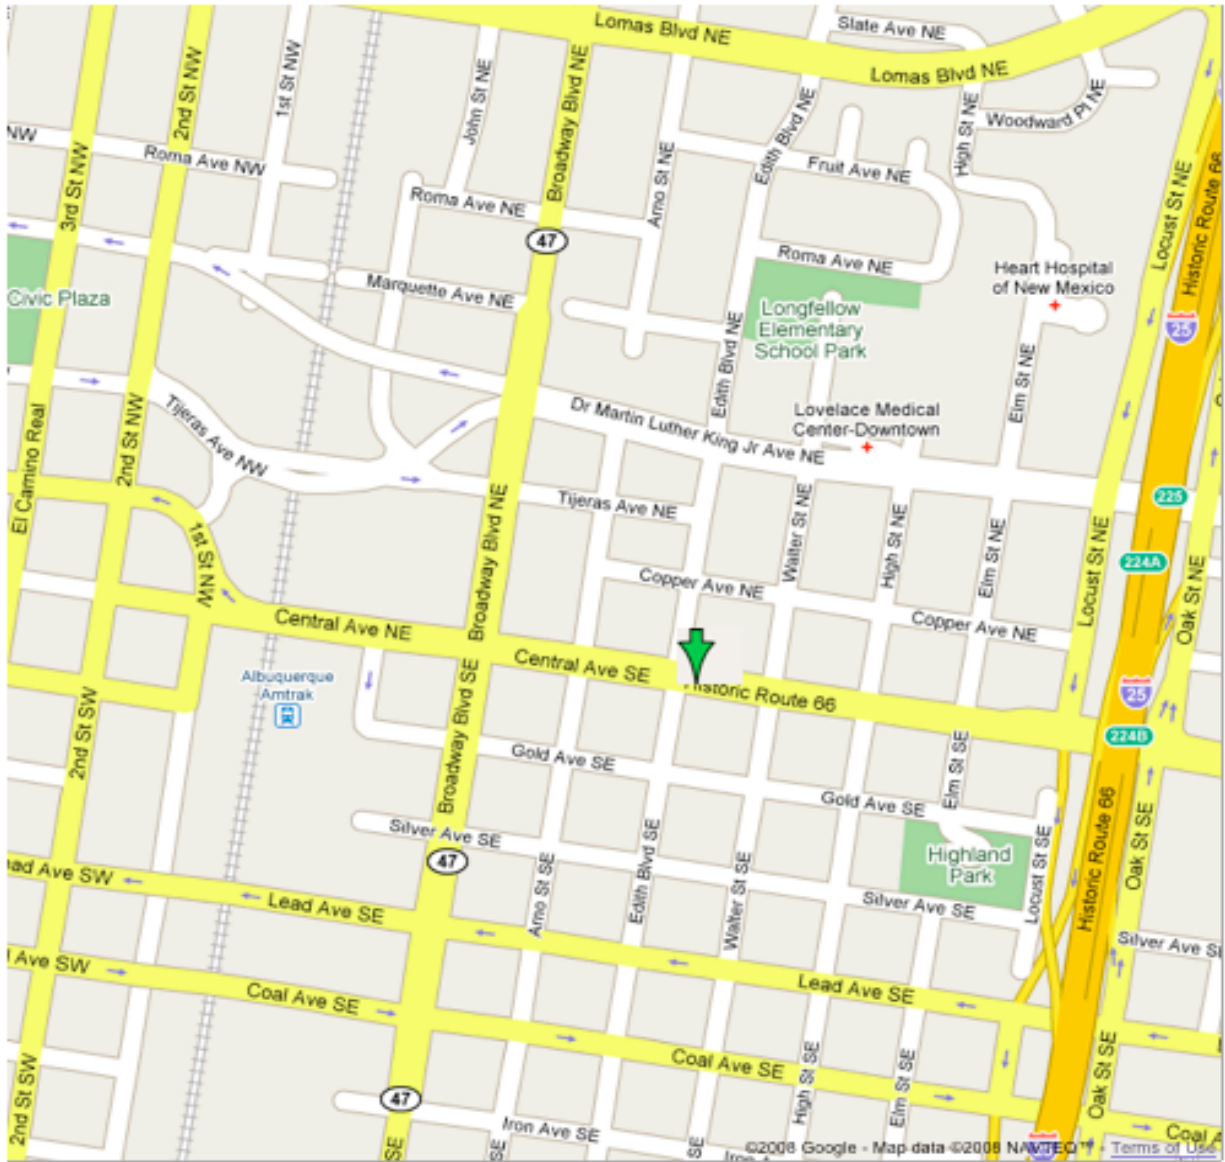 Lomas Blvd NE
Slate Ave NE
Lomas Blvd NE
3rd St NW
2nd St NW
1st St NW
John St NE
Broadway Blvd NE
Arno St NE
Edith Blvd NE
High St NE
Woodward Pl NE
Locust St NE
Historic Route 66
NW
Roma Ave NW
Roma Ave NE
Fruit Ave NE
47
Roma Ave NE
Heart Hospital
of New Mexico
Civic Plaza
Marquette Ave NE
Longfellow
Elementary
School Park
25
Edith Blvd NE
Elm St NE
El Camino Real
2nd St NW
Tijeras Ave NW
Dr Martin Luther King Jr Ave NE
Lovelace Medical
Center-Downtown
Tijeras Ave NE
225
1st St NW
Broadway Blvd NE
Walter St NE
High St NE
Elm St NE
Locust St NE
224A
Oak St NE
Copper Ave NE
Copper Ave NE
Central Ave NE
Central Ave SE
Historic Route 66
25
Albuquerque
Amtrak
224B
2nd St SW
Broadway Blvd SE
Gold Ave SE
Elm St SE
Gold Ave SE
Historic Route 66
Silver Ave SE
47
Highland
Park
Arno St SE
Edith Blvd SE
Walter St SE
Locust St SE
Oak St SE
ead Ave SW
Lead Ave SE
Silver Ave SE
Silver Ave S
Ave SW
Coal Ave SE
Lead Ave SE
Coal Ave SE
2nd St SW
47
High St SE
Elm St SE
Oak St SE
Iron Ave SE
SE
SE
SE
Coal A
©2008 Google - Map data ©2008 NAVTEQ™ - Terms of Use